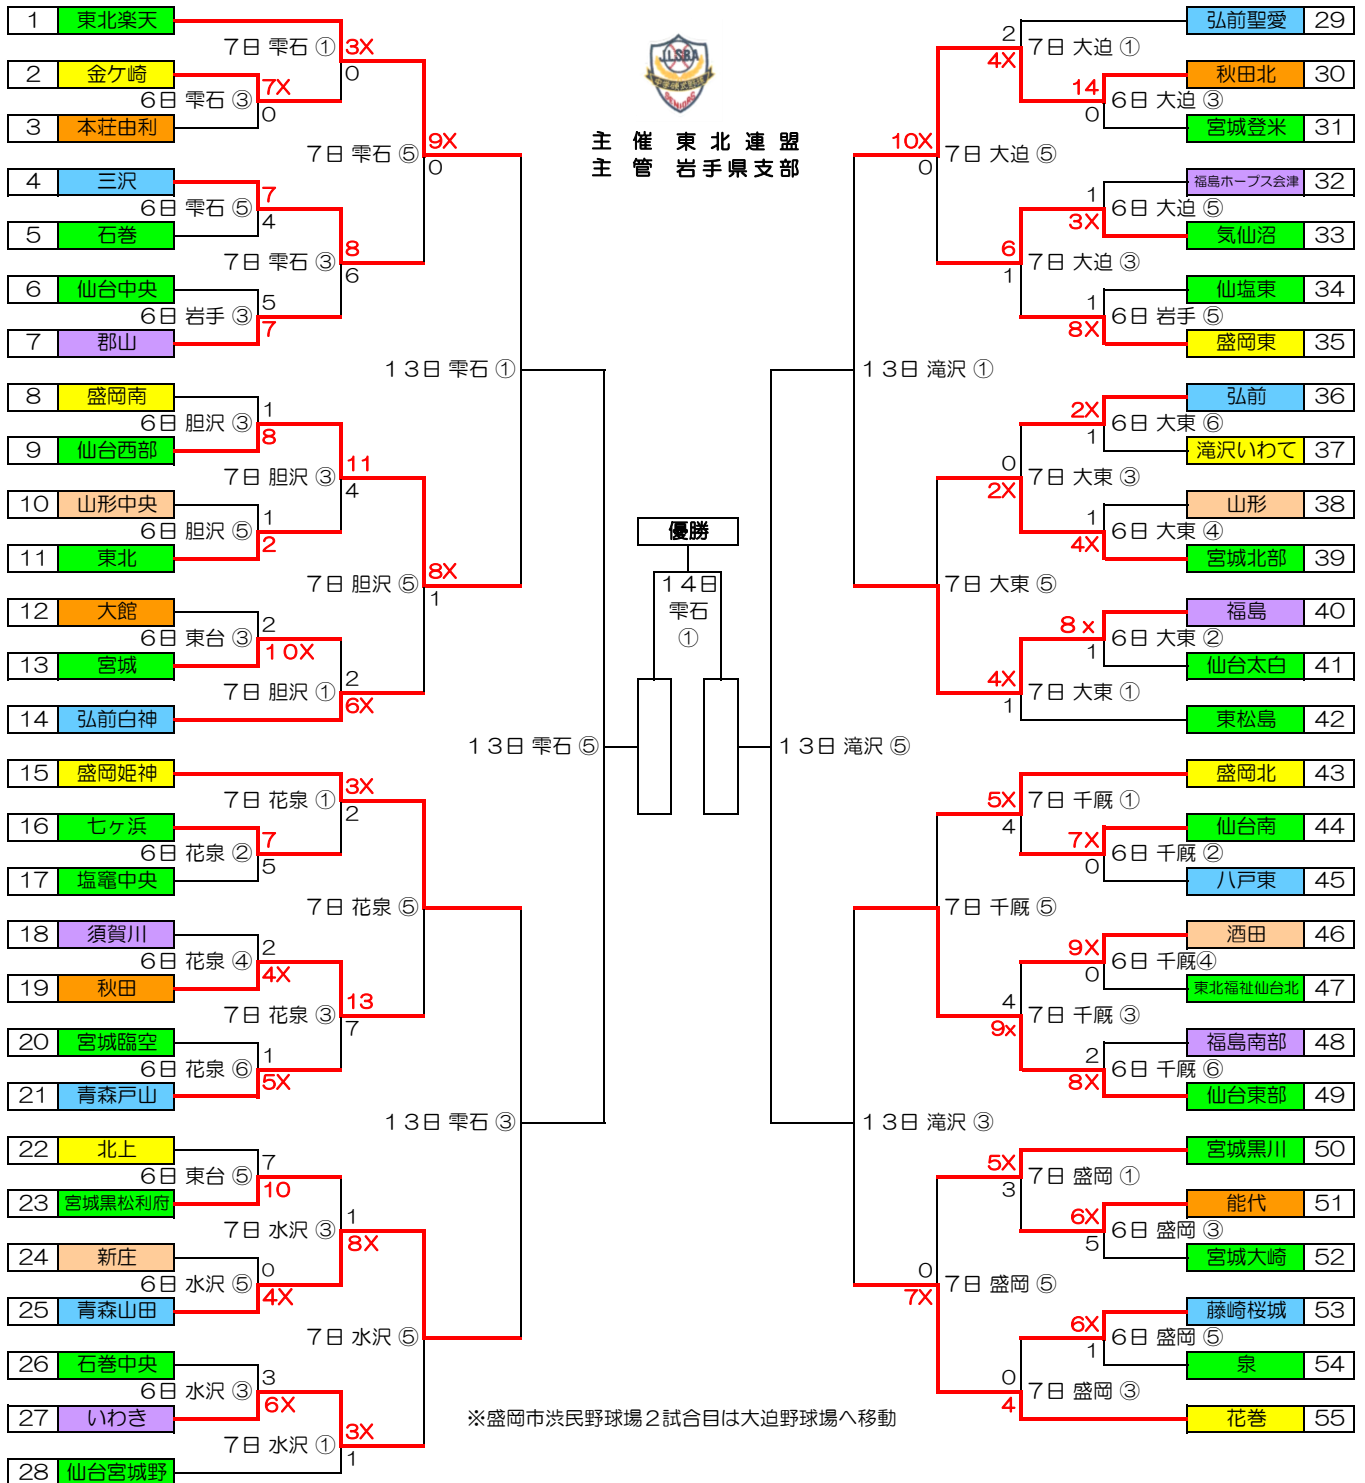 1 東北楽天
7日 雫石 ① 3X
0
2 金ケ崎
6日 雫石 ③ 7X
0
3 本荘由利
7日 雫石 ⑤ 9X
0
4 三沢
6日 雫石 ⑤ 7
4
5 石巻
7日 雫石 ③ 8
6
6 仙台中央
6日 岩手 ③ 5
7
7 郡山
13日 雫石 ①
8 盛岡南
6日 胆沢 ③ 1
8
9 仙台西部
7日 胆沢 ③ 11
4
10 山形中央
6日 胆沢 ⑤ 1
2
11 東北
7日 胆沢 ⑤ 8X
1
12 大館
6日 東台 ③ 2
10X
13 宮城
7日 胆沢 ① 2
6X
14 弘前白神
13日 雫石 ⑤
15 盛岡姫神
7日 花泉 ① 3X
2
16 七ヶ浜
6日 花泉 ② 7
5
17 塩竈中央
7日 花泉 ⑤
18 須賀川
6日 花泉 ④ 2
4X
19 秋田
7日 花泉 ③ 13
7
20 宮城臨空
6日 花泉 ⑥ 1
5X
21 青森戸山
13日 雫石 ③
22 北上
6日 東台 ⑤ 7
10
23 宮城黒松利府
7日 水沢 ③ 1
8X
24 新庄
6日 水沢 ⑤ 0
4X
25 青森山田
7日 水沢 ⑤
26 石巻中央
6日 水沢 ③ 3
6X
27 いわき
7日 水沢 ① 3X
1
28 仙台宮城野
JLSBA
SENIORS
主 催 東 北 連 盟
主 管 岩手県支部
優勝
14日
雫石
①
※盛岡市渋民野球場2試合目は大迫野球場へ移動
弘前聖愛 29
2 7日 大迫 ①
4X
秋田北 30
14 6日 大迫 ③
0
宮城登米 31
10X 7日 大迫 ⑤
0
福島ホープス会津 32
1 6日 大迫 ⑤
3X
気仙沼 33
6 7日 大迫 ③
1
仙塩東 34
1 6日 岩手 ⑤
8X
盛岡東 35
13日 滝沢 ①
弘前 36
2X 6日 大東 ⑥
1
滝沢いわて 37
0 7日 大東 ③
2X
山形 38
1 6日 大東 ④
4X
宮城北部 39
7日 大東 ⑤
福島 40
8x 6日 大東 ②
1
仙台太白 41
4X 7日 大東 ①
1
東松島 42
13日 滝沢 ⑤
盛岡北 43
5X 7日 千厩 ①
4
仙台南 44
7X 6日 千厩 ②
0
八戸東 45
7日 千厩 ⑤
酒田 46
9X 6日 千厩④
0
東北福祉仙台北 47
4 7日 千厩 ③
9x
福島南部 48
2 6日 千厩 ⑥
8X
仙台東部 49
13日 滝沢 ③
宮城黒川 50
5X 7日 盛岡 ①
3
能代 51
6X 6日 盛岡 ③
5
宮城大崎 52
0 7日 盛岡 ⑤
7X
藤崎桜城 53
6X 6日 盛岡 ⑤
1
泉 54
0 7日 盛岡 ③
4
花巻 55